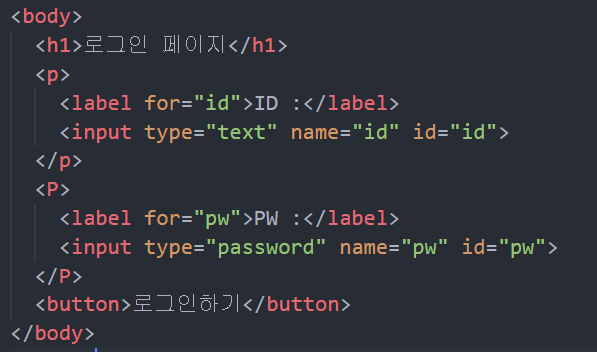 <body>
<h1>로그인 페이지</h1>
<p>
<label for="id">ID :</label>
<input type="text" name="id" id="id">
</p>
<P>
<label for="pw">PW :</label>
<input type="password" name="pw" id="pw">
</P>
<button>로그인하기</button>
</body>